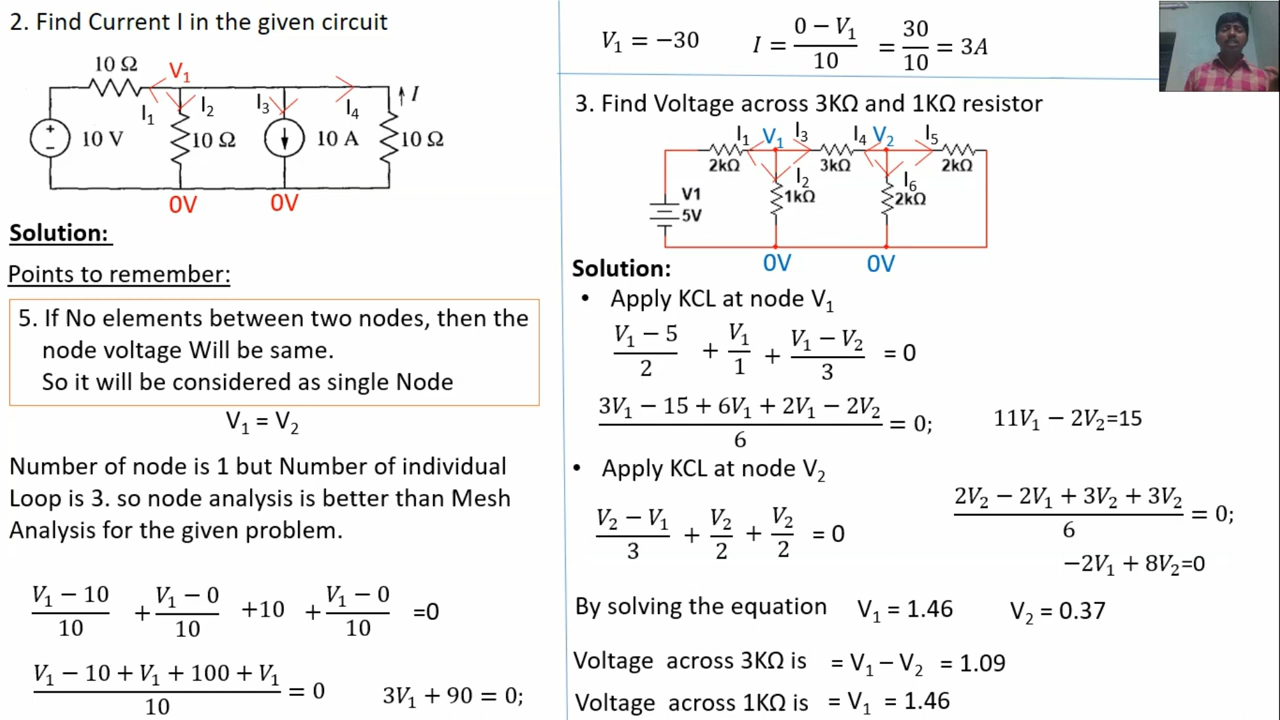 2. Find Current I in the given circuit
10 Ω
V₁
I₁
I₂
I₃
I₄
I
+
−
10 V
10 Ω
10 A
10 Ω
0V
0V
Solution:
Points to remember:
5. If No elements between two nodes, then the
node voltage Will be same.
So it will be considered as single Node
V₁ = V₂
Number of node is 1 but Number of individual
Loop is 3. so node analysis is better than Mesh
Analysis for the given problem.
(V₁ − 10)/10 + (V₁ − 0)/10 +10 + (V₁ − 0)/10 =0
(V₁ − 10 + V₁ + 100 + V₁)/10 = 0 3V₁ + 90 = 0;
V₁ = −30 I = (0 − V₁)/10 = 30/10 = 3A
3. Find Voltage across 3KΩ and 1KΩ resistor
I₁ V₁ I₃ I₄ V₂ I₅
2kΩ 3kΩ 2kΩ
I₂ I₆
V1
5V
1kΩ
2kΩ
0V 0V
Solution:
• Apply KCL at node V₁
(V₁ − 5)/2 + V₁/1 + (V₁ − V₂)/3 = 0
(3V₁ − 15 + 6V₁ + 2V₁ − 2V₂)/6 = 0; 11V₁ − 2V₂=15
• Apply KCL at node V₂
(V₂ − V₁)/3 + V₂/2 + V₂/2 = 0
(2V₂ − 2V₁ + 3V₂ + 3V₂)/6 = 0;
−2V₁ + 8V₂=0
By solving the equation V₁ = 1.46 V₂ = 0.37
Voltage across 3KΩ is = V₁ − V₂ = 1.09
Voltage across 1KΩ is = V₁ = 1.46